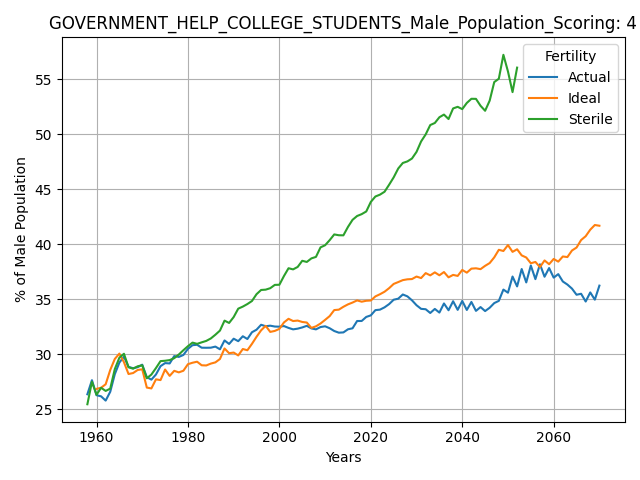 GOVERNMENT_HELP_COLLEGE_STUDENTS_Male_Population_Scoring: 4
Fertility
Actual
Ideal
Sterile
% of Male Population
55
50
45
40
35
30
25
1960
1980
2000
2020
2040
2060
Years